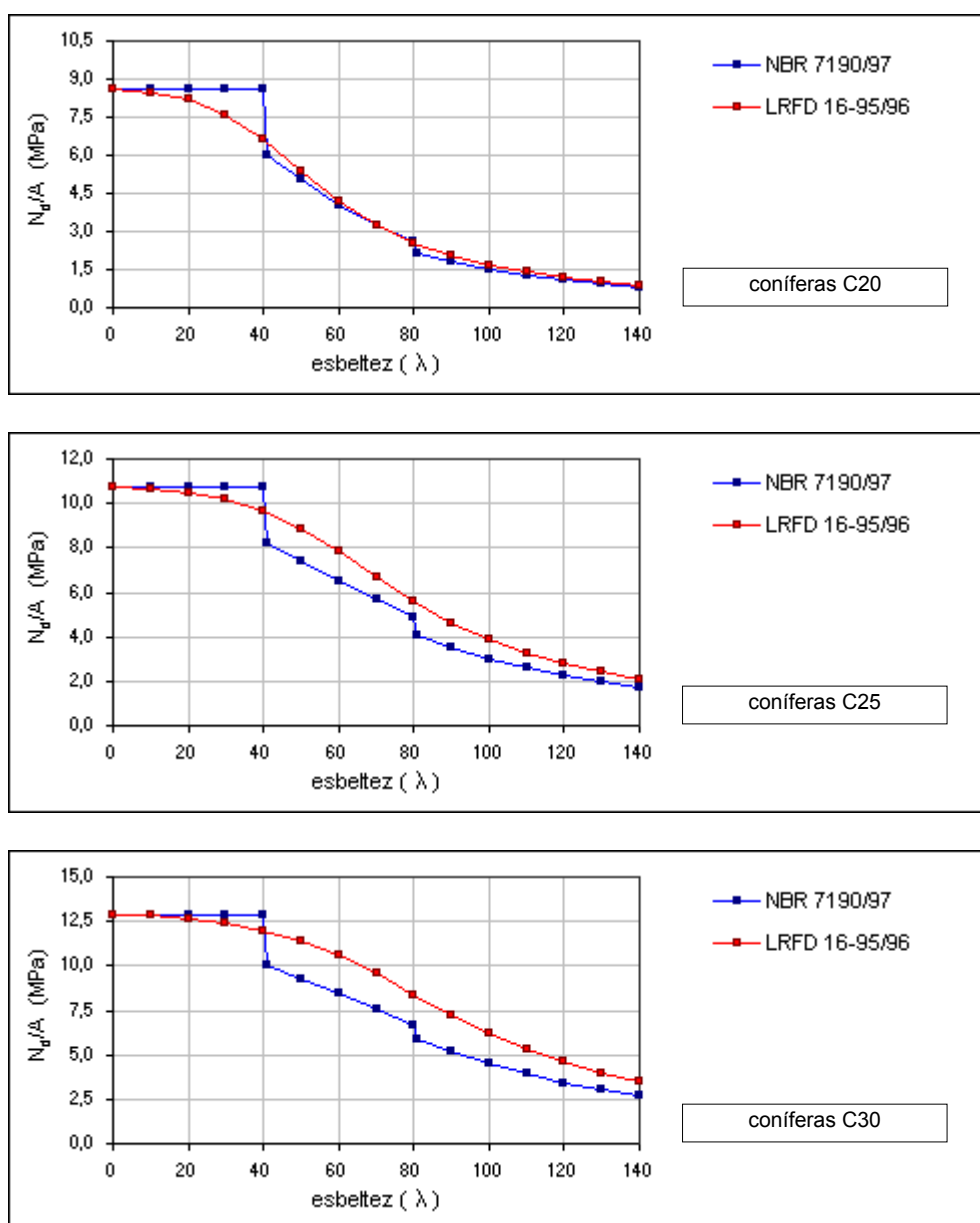 10,5
9,0
7,5
6,0
4,5
3,0
1,5
0,0
N_d/A (MPa)
0 20 40 60 80 100 120 140
esbeltez ( λ )
NBR 7190/97
LRFD 16-95/96
coníferas C20
12,0
10,0
8,0
6,0
4,0
2,0
0,0
N_d/A (MPa)
0 20 40 60 80 100 120 140
esbeltez ( λ )
NBR 7190/97
LRFD 16-95/96
coníferas C25
15,0
12,5
10,0
7,5
5,0
2,5
0,0
N_d/A (MPa)
0 20 40 60 80 100 120 140
esbeltez ( λ )
NBR 7190/97
LRFD 16-95/96
coníferas C30